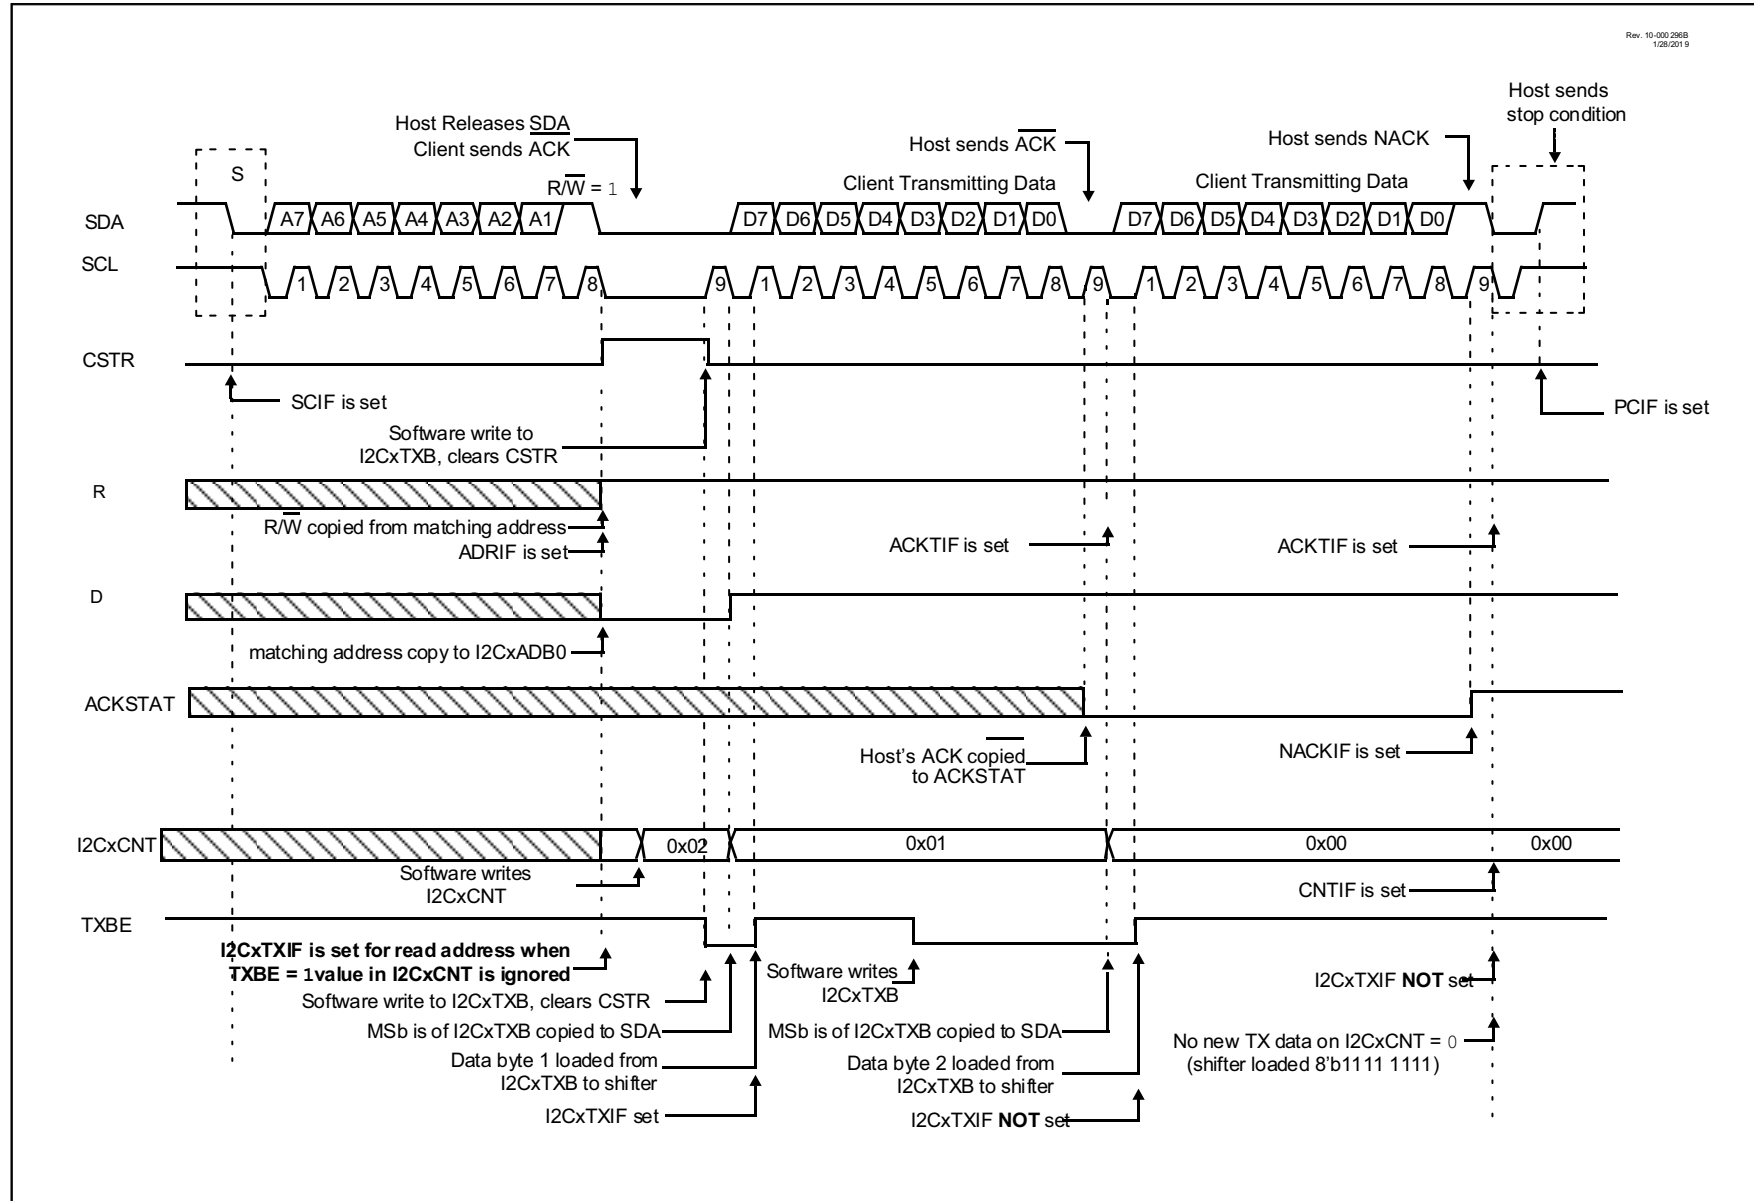 Rev. 10-000 296B
1/28/201 9
Host sends
stop condition
Host Releases SDA
Client sends ACK
R/W = 1
Host sends ACK
Host sends NACK
S
Client Transmitting Data
Client Transmitting Data
SDA
A7 A6 A5 A4 A3 A2 A1
D7 D6 D5 D4 D3 D2 D1 D0
D7 D6 D5 D4 D3 D2 D1 D0
SCL
1 2 3 4 5 6 7 8 9 1 2 3 4 5 6 7 8 9 1 2 3 4 5 6 7 8 9
CSTR
SCIF is set
PCIF is set
Software write to
I2CxTXB, clears CSTR
R
R/W copied from matching address
ADRIF is set
ACKTIF is set
ACKTIF is set
D
matching address copy to I2CxADB0
ACKSTAT
Host's ACK copied
to ACKSTAT
NACKIF is set
I2CxCNT
0x02
0x01
0x00
0x00
Software writes
I2CxCNT
CNTIF is set
TXBE
I2CxTXIF is set for read address when
TXBE = 1 value in I2CxCNT is ignored
Software write to I2CxTXB, clears CSTR
MSb is of I2CxTXB copied to SDA
Data byte 1 loaded from
I2CxTXB to shifter
I2CxTXIF set
Software writes
I2CxTXB
MSb is of I2CxTXB copied to SDA
Data byte 2 loaded from
I2CxTXB to shifter
I2CxTXIF NOT set
I2CxTXIF NOT set
No new TX data on I2CxCNT = 0
(shifter loaded 8'b1111 1111)